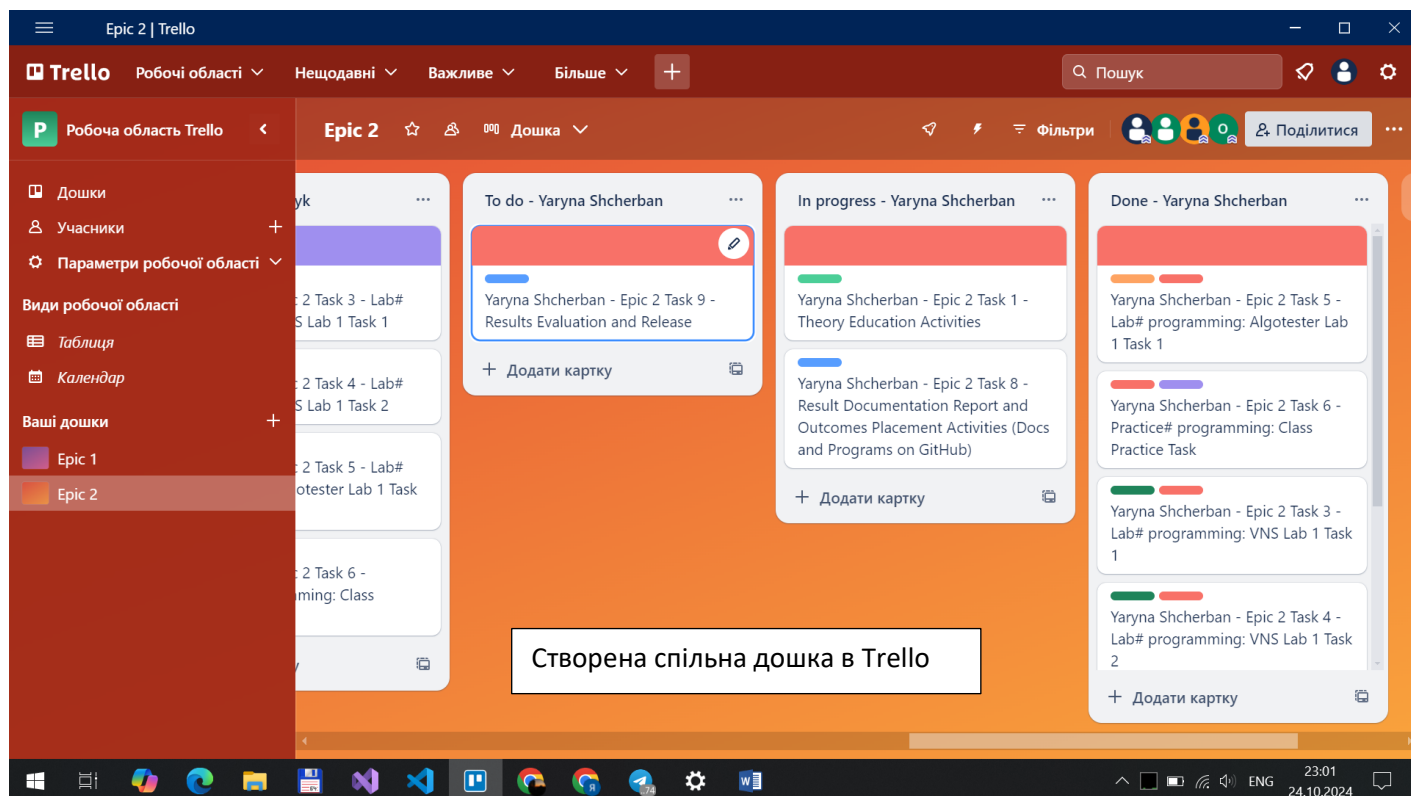 Epic 2 | Trello
Trello Робочі області Нещодавні Важливе Більше Пошук
P Робоча область Trello
Epic 2 Дошка Фільтри O Поділитися
Дошки
Учасники
Параметри робочої області
Види робочої області
Таблиця
Календар
Ваші дошки
Epic 1
Epic 2
yk
2 Task 3 - Lab#
S Lab 1 Task 1
2 Task 4 - Lab#
S Lab 1 Task 2
2 Task 5 - Lab#
otester Lab 1 Task
2 Task 6 -
ming: Class
To do - Yaryna Shcherban
Yaryna Shcherban - Epic 2 Task 9 -
Results Evaluation and Release
Додати картку
In progress - Yaryna Shcherban
Yaryna Shcherban - Epic 2 Task 1 -
Theory Education Activities
Yaryna Shcherban - Epic 2 Task 8 -
Result Documentation Report and
Outcomes Placement Activities (Docs
and Programs on GitHub)
Додати картку
Done - Yaryna Shcherban
Yaryna Shcherban - Epic 2 Task 5 -
Lab# programming: Algotester Lab
1 Task 1
Yaryna Shcherban - Epic 2 Task 6 -
Practice# programming: Class
Practice Task
Yaryna Shcherban - Epic 2 Task 3 -
Lab# programming: VNS Lab 1 Task
1
Yaryna Shcherban - Epic 2 Task 4 -
Lab# programming: VNS Lab 1 Task
2
Додати картку
Створена спільна дошка в Trello
74
ENG
23:01
24.10.2024